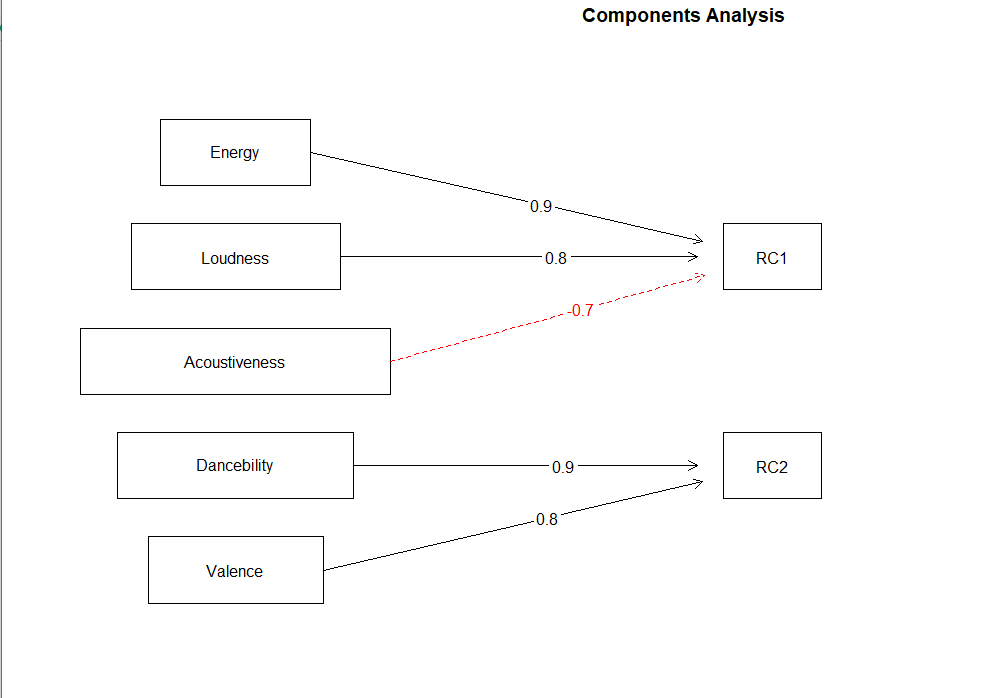 Components Analysis
Energy
0.9
Loudness
0.8
RC1
-0.7
Acoustiveness
Dancebility
0.9
RC2
0.8
Valence